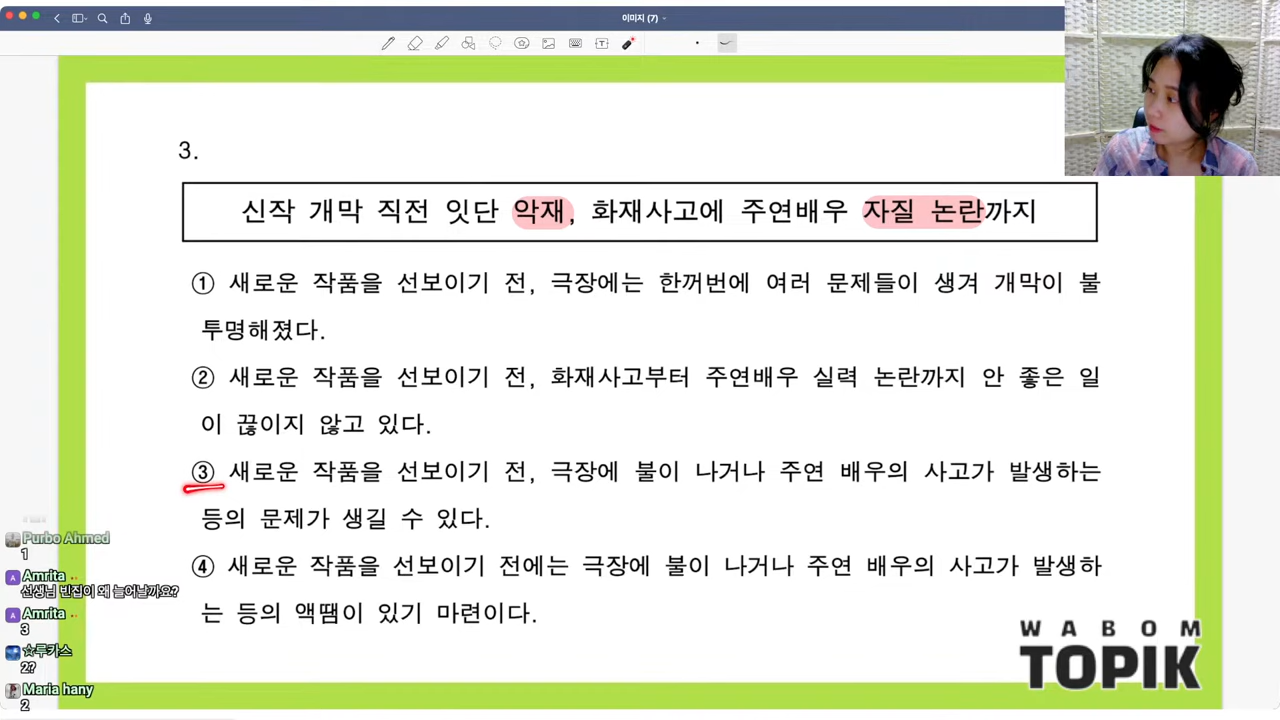 이미지 (7)
3.
신작 개막 직전 잇단 악재, 화재사고에 주연배우 자질 논란까지
① 새로운 작품을 선보이기 전, 극장에는 한꺼번에 여러 문제들이 생겨 개막이 불
투명해졌다.
② 새로운 작품을 선보이기 전, 화재사고부터 주연배우 실력 논란까지 안 좋은 일
이 끊이지 않고 있다.
③ 새로운 작품을 선보이기 전, 극장에 불이 나거나 주연 배우의 사고가 발생하는
등의 문제가 생길 수 있다.
④ 새로운 작품을 선보이기 전에는 극장에 불이 나거나 주연 배우의 사고가 발생하
는 등의 액땜이 있기 마련이다.
Purbo Ahmed
1
A Amrita
선생님 빈집이 왜 늘어날까요?
A Amrita
3
☆루카스
2?
Maria hany
2
WABOM
TOPIK